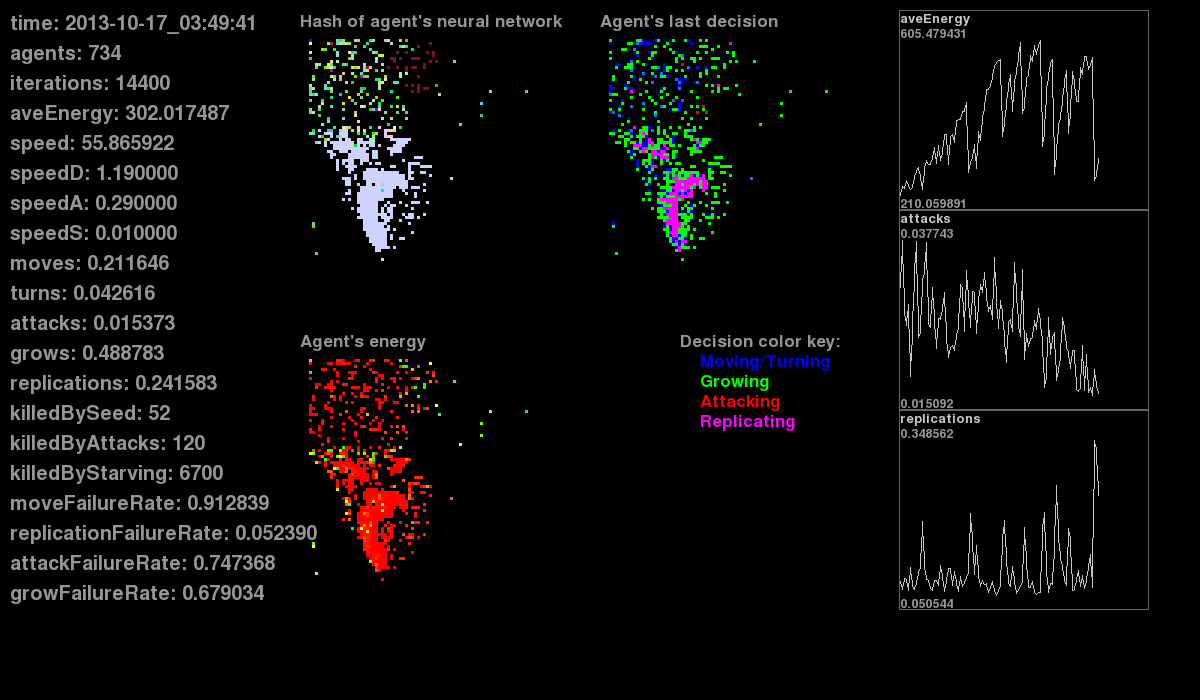 time: 2013-10-17_03:49:41
agents: 734
iterations: 14400
aveEnergy: 302.017487
speed: 55.865922
speedD: 1.190000
speedA: 0.290000
speedS: 0.010000
moves: 0.211646
turns: 0.042616
attacks: 0.015373
grows: 0.488783
replications: 0.241583
killedBySeed: 52
killedByAttacks: 120
killedByStarving: 6700
moveFailureRate: 0.912839
replicationFailureRate: 0.052390
attackFailureRate: 0.747368
growFailureRate: 0.679034
Hash of agent's neural network
Agent's last decision
Agent's energy
Decision color key:
Moving/Turning
Growing
Attacking
Replicating
aveEnergy
605.479431
210.059891
attacks
0.037743
0.015092
replications
0.348562
0.050544